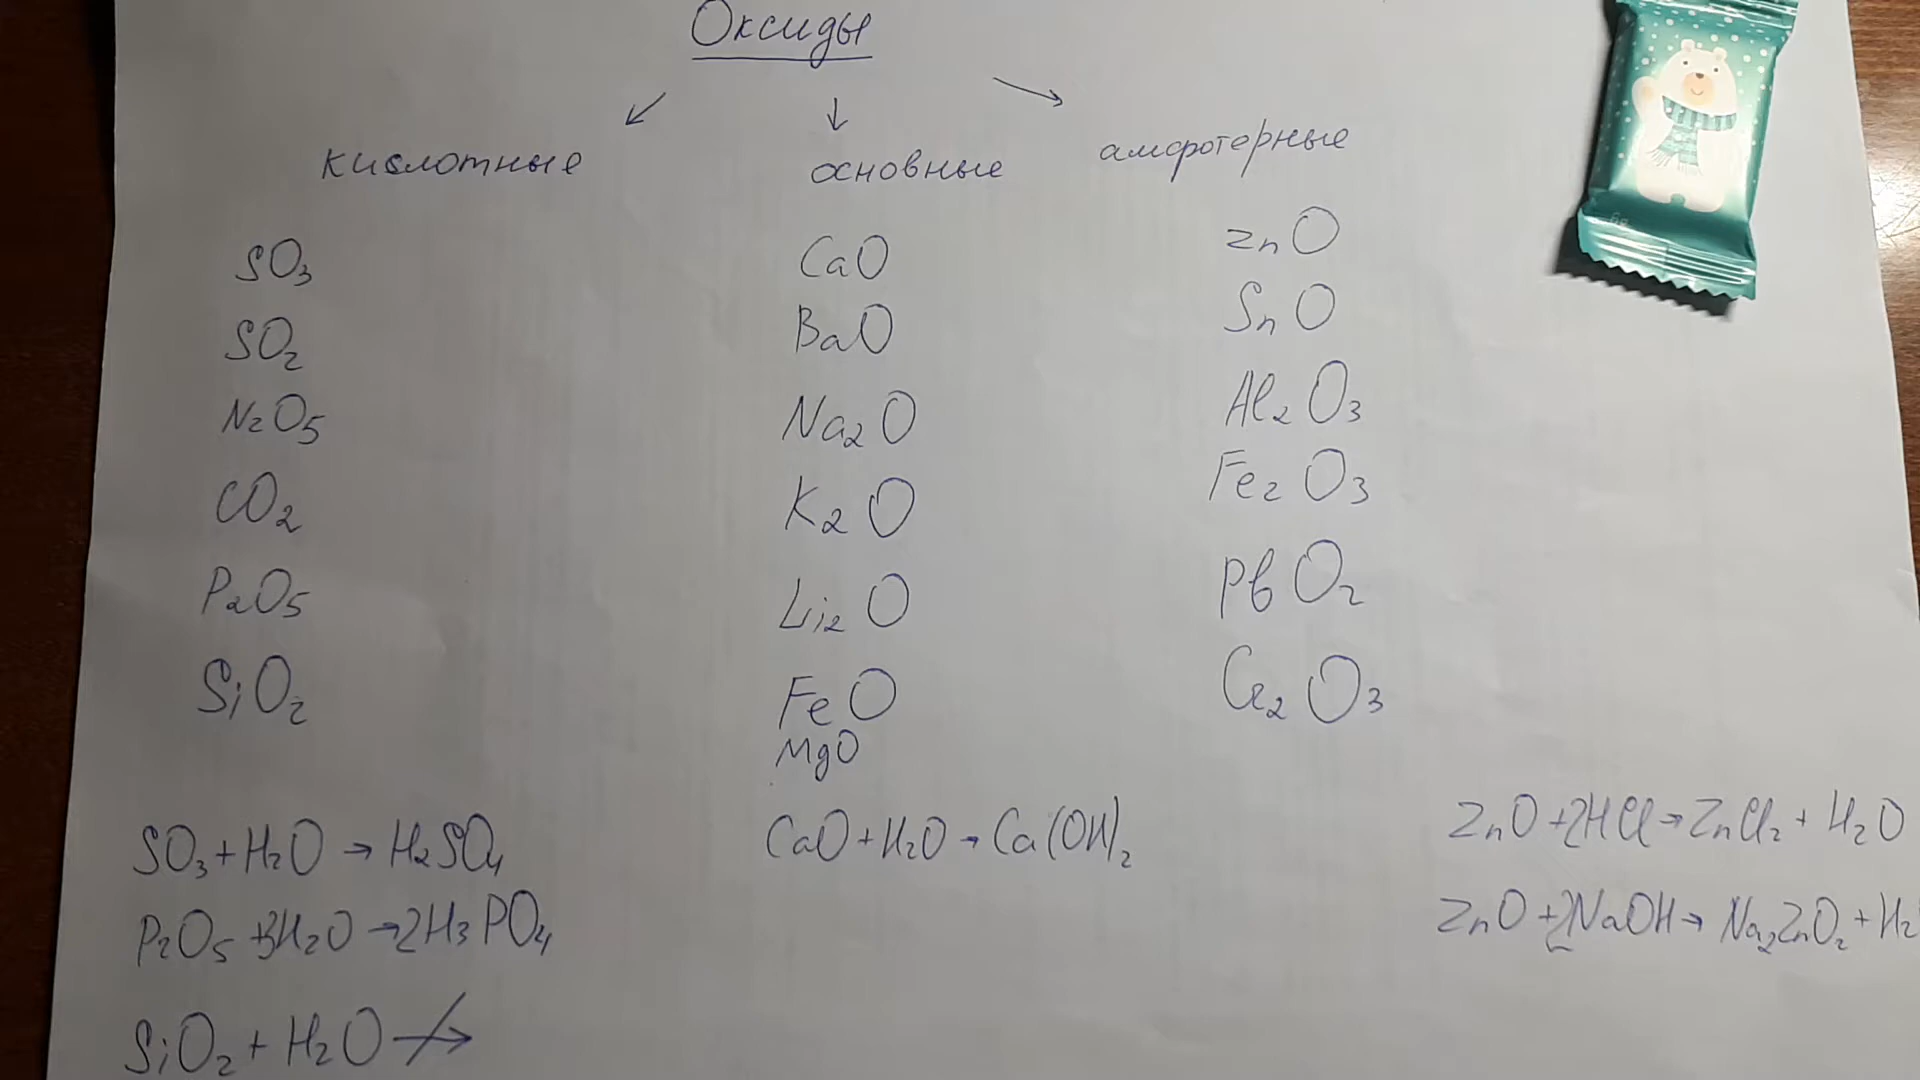 Оксиды
кислотные
основные
амфотерные
SO₃
CaO
ZnO
SO₂
BaO
SnO
N₂O₅
Na₂O
Al₂O₃
CO₂
K₂O
Fe₂O₃
P₂O₅
Li₂O
PbO₂
SiO₂
FeO
Cr₂O₃
MgO
SO₃ + H₂O → H₂SO₄
CaO + H₂O → Ca(OH)₂
ZnO + 2HCl → ZnCl₂ + H₂O
P₂O₅ + 3H₂O → 2H₃PO₄
ZnO + 2NaOH → Na₂ZnO₂ + H₂
SiO₂ + H₂O ↛